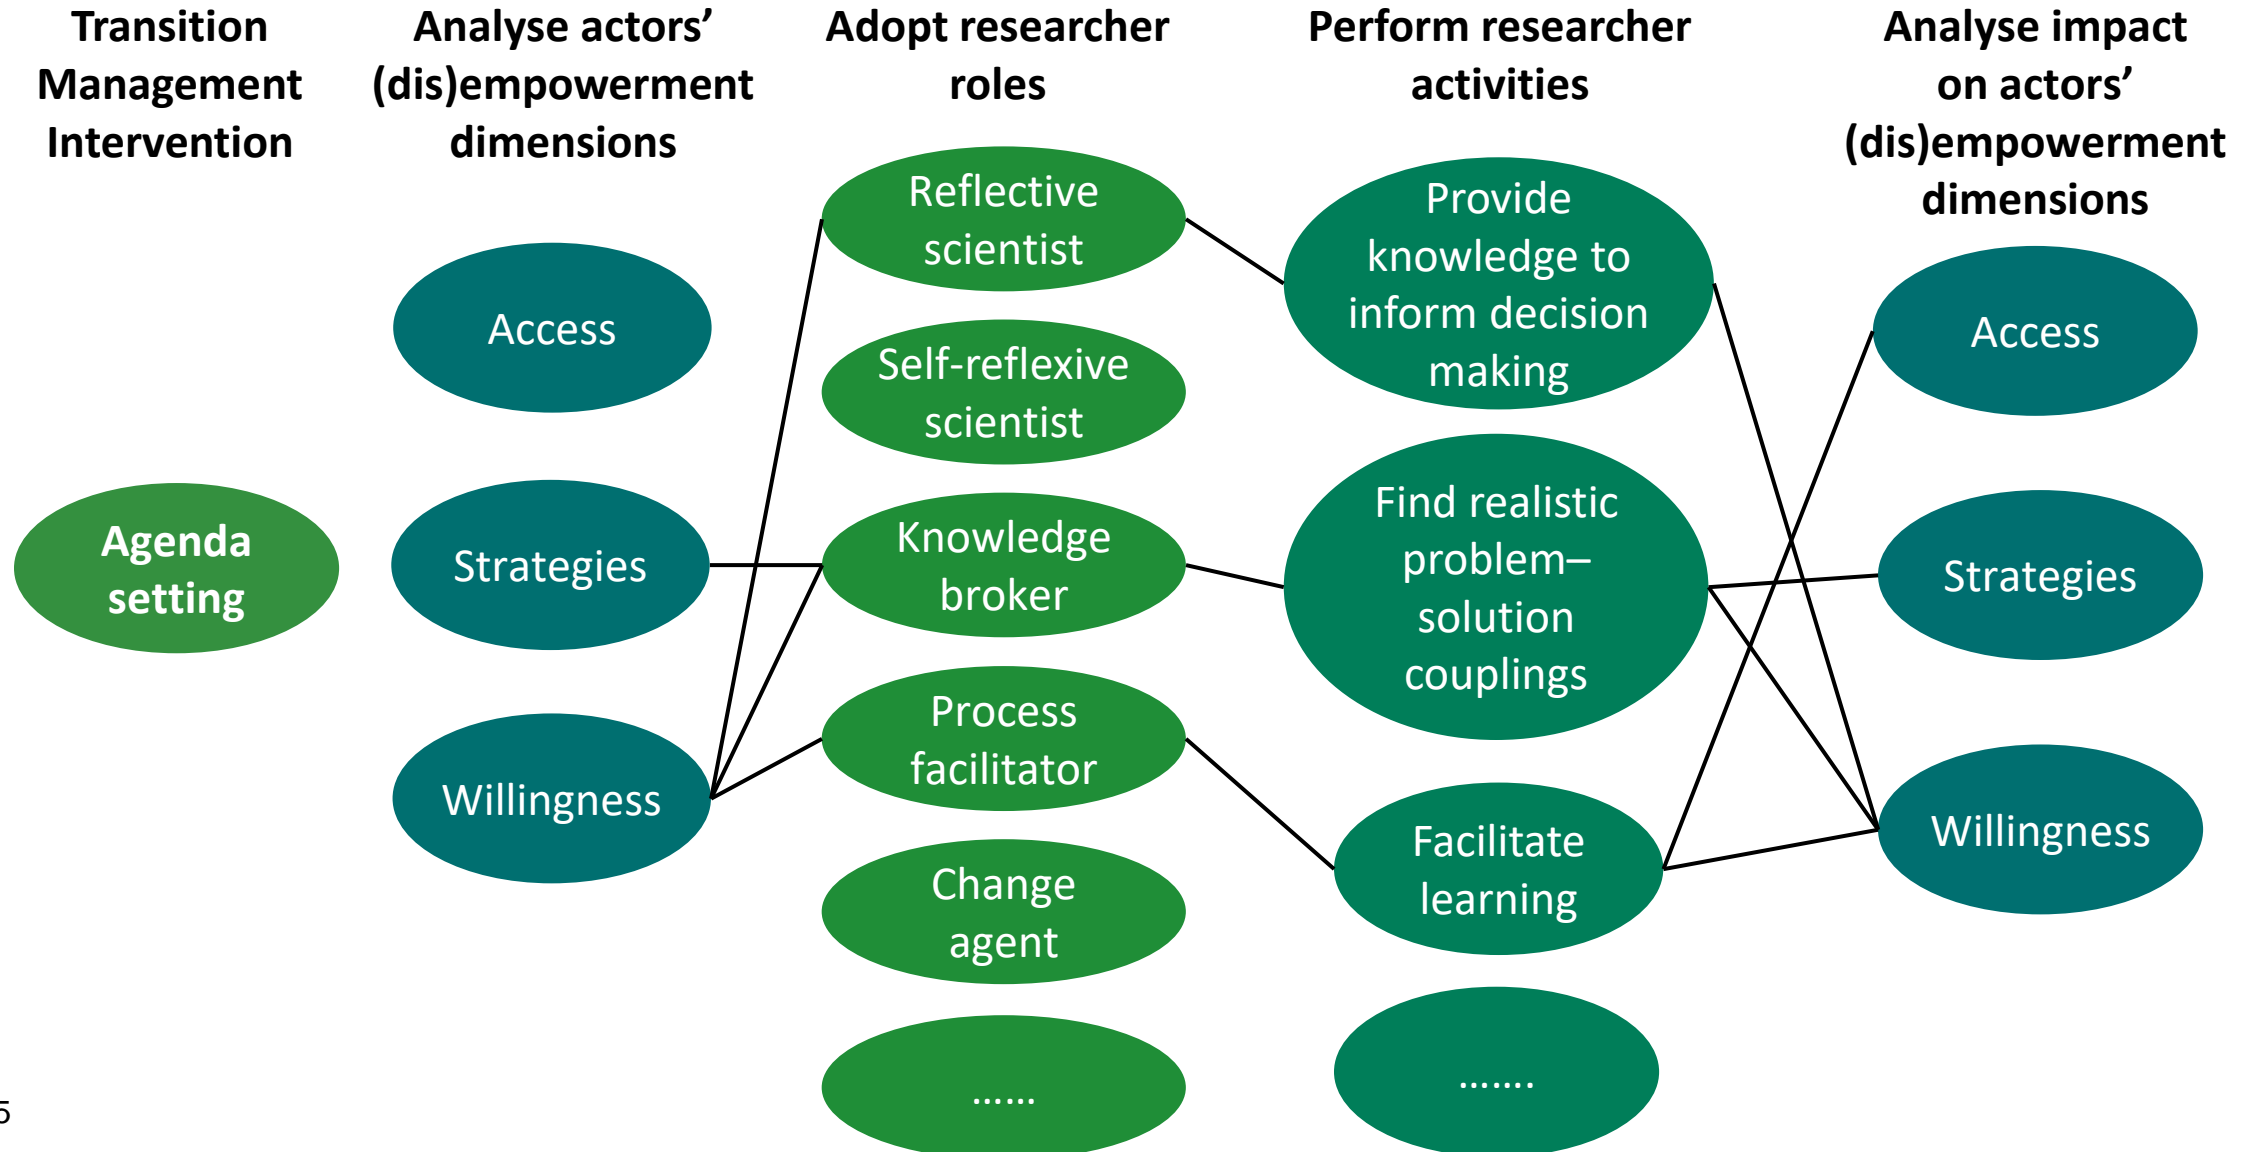 Transition
Management
Intervention
Analyse actors’
(dis)empowerment
dimensions
Adopt researcher
roles
Perform researcher
activities
Analyse impact
on actors’
(dis)empowerment
dimensions
Agenda
setting
Access
Strategies
Willingness
Reflective
scientist
Self-reflexive
scientist
Knowledge
broker
Process
facilitator
Change
agent
……
Provide
knowledge to
inform decision
making
Find realistic
problem–
solution
couplings
Facilitate
learning
…….
Access
Strategies
Willingness
5